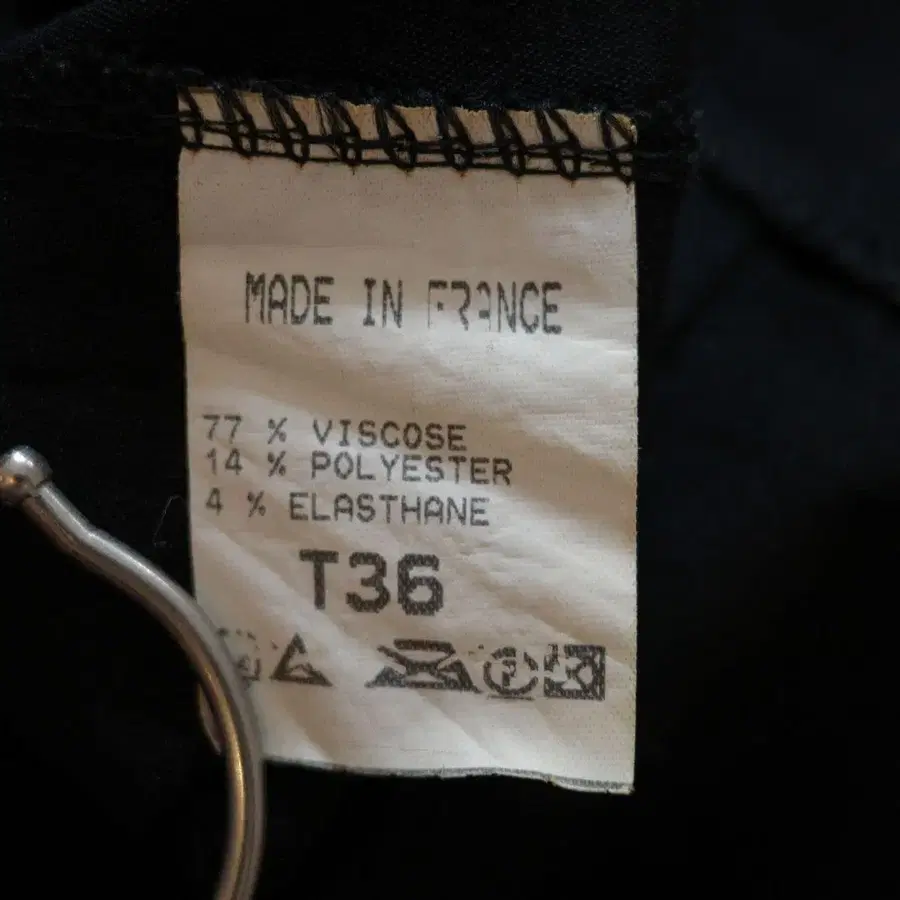 MADE IN FRANCE
77 % VISCOSE
14 % POLYESTER
4 % ELASTHANE
T36